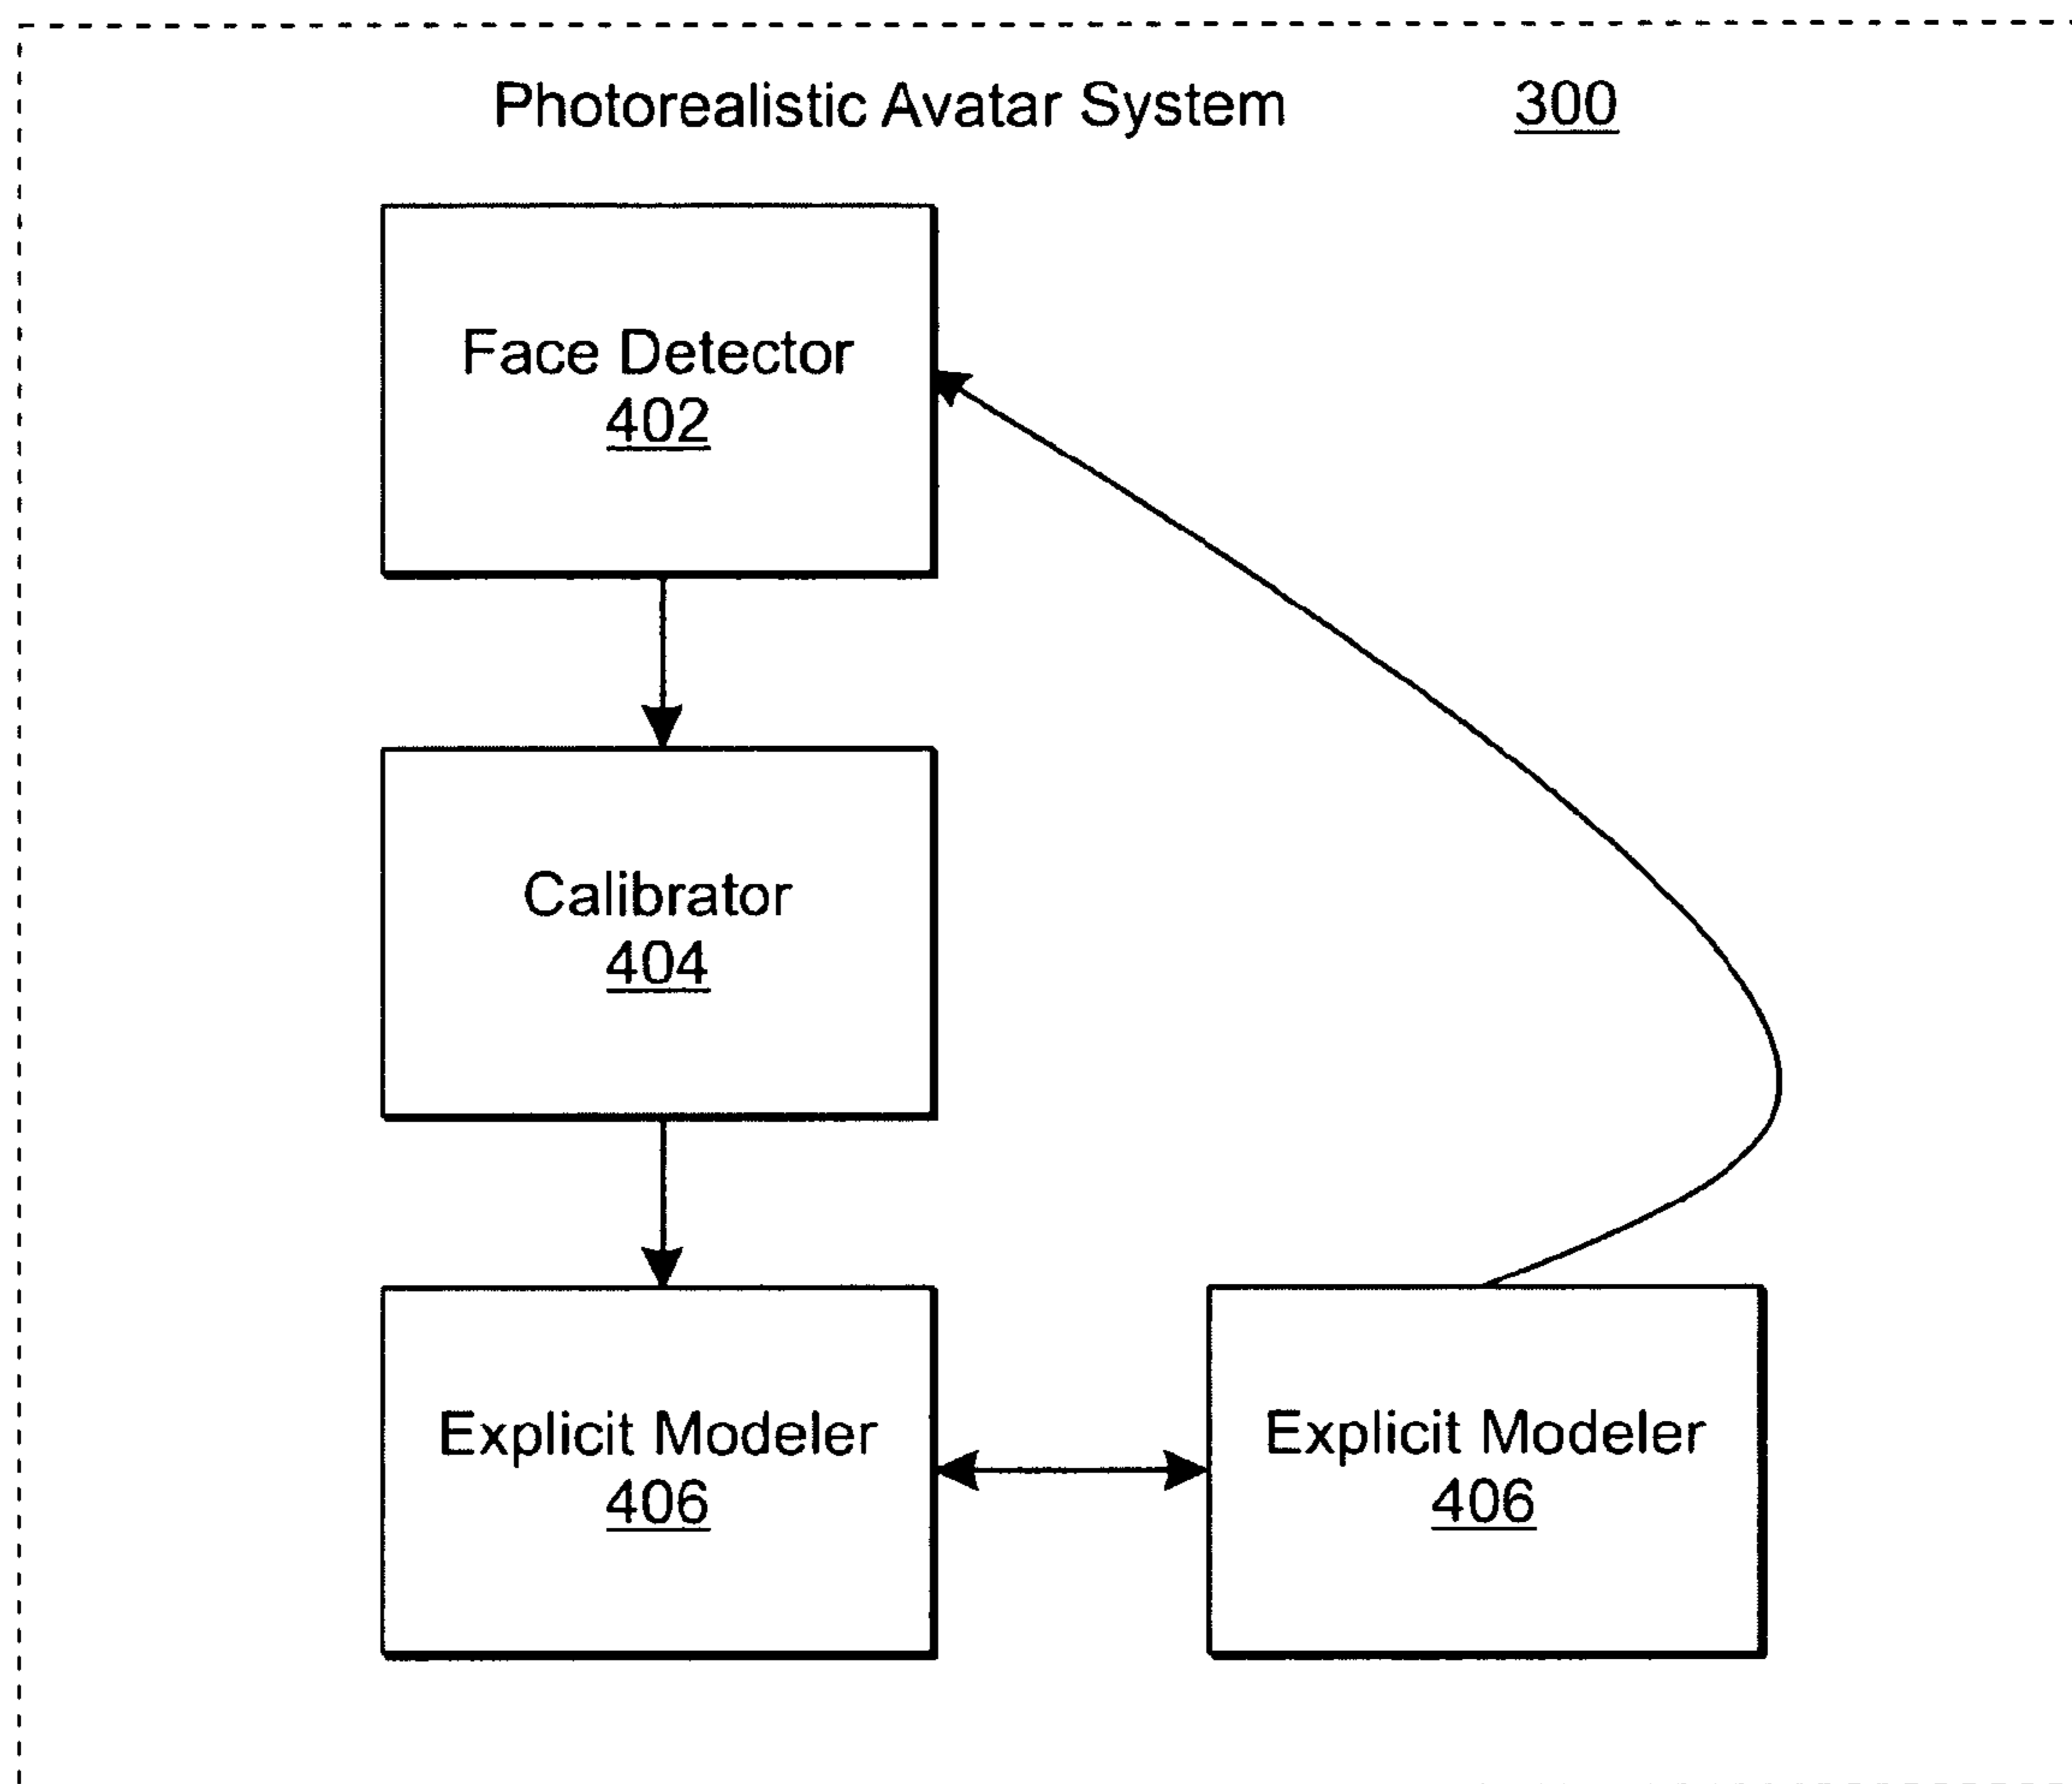 Photorealistic Avatar System 300
Face Detector
402
Calibrator
404
Explicit Modeler
406
Explicit Modeler
406